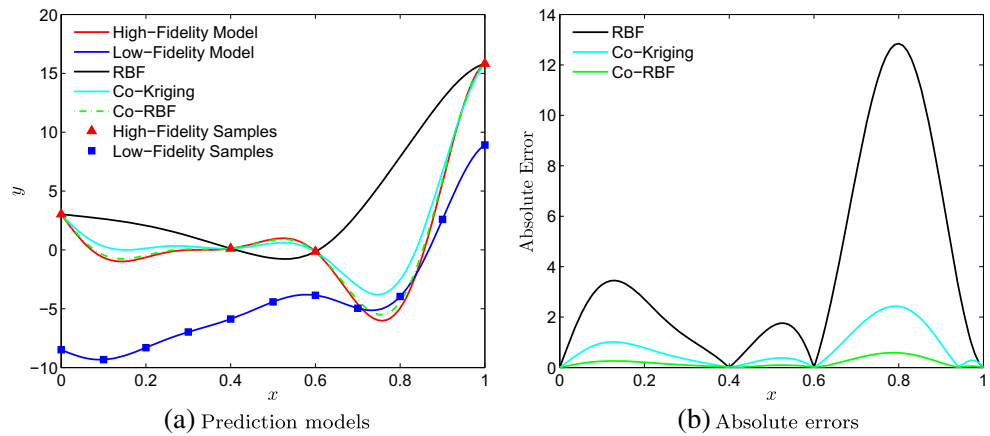 High−Fidelity Model
Low−Fidelity Model
RBF
Co−Kriging
Co−RBF
High−Fidelity Samples
Low−Fidelity Samples
20
15
10
5
0
−5
−10
y
0
0.2
0.4
0.6
0.8
1
x
(a) Prediction models
RBF
Co−Kriging
Co−RBF
14
12
10
8
6
4
2
0
Absolute Error
0
0.2
0.4
0.6
0.8
1
x
(b) Absolute errors